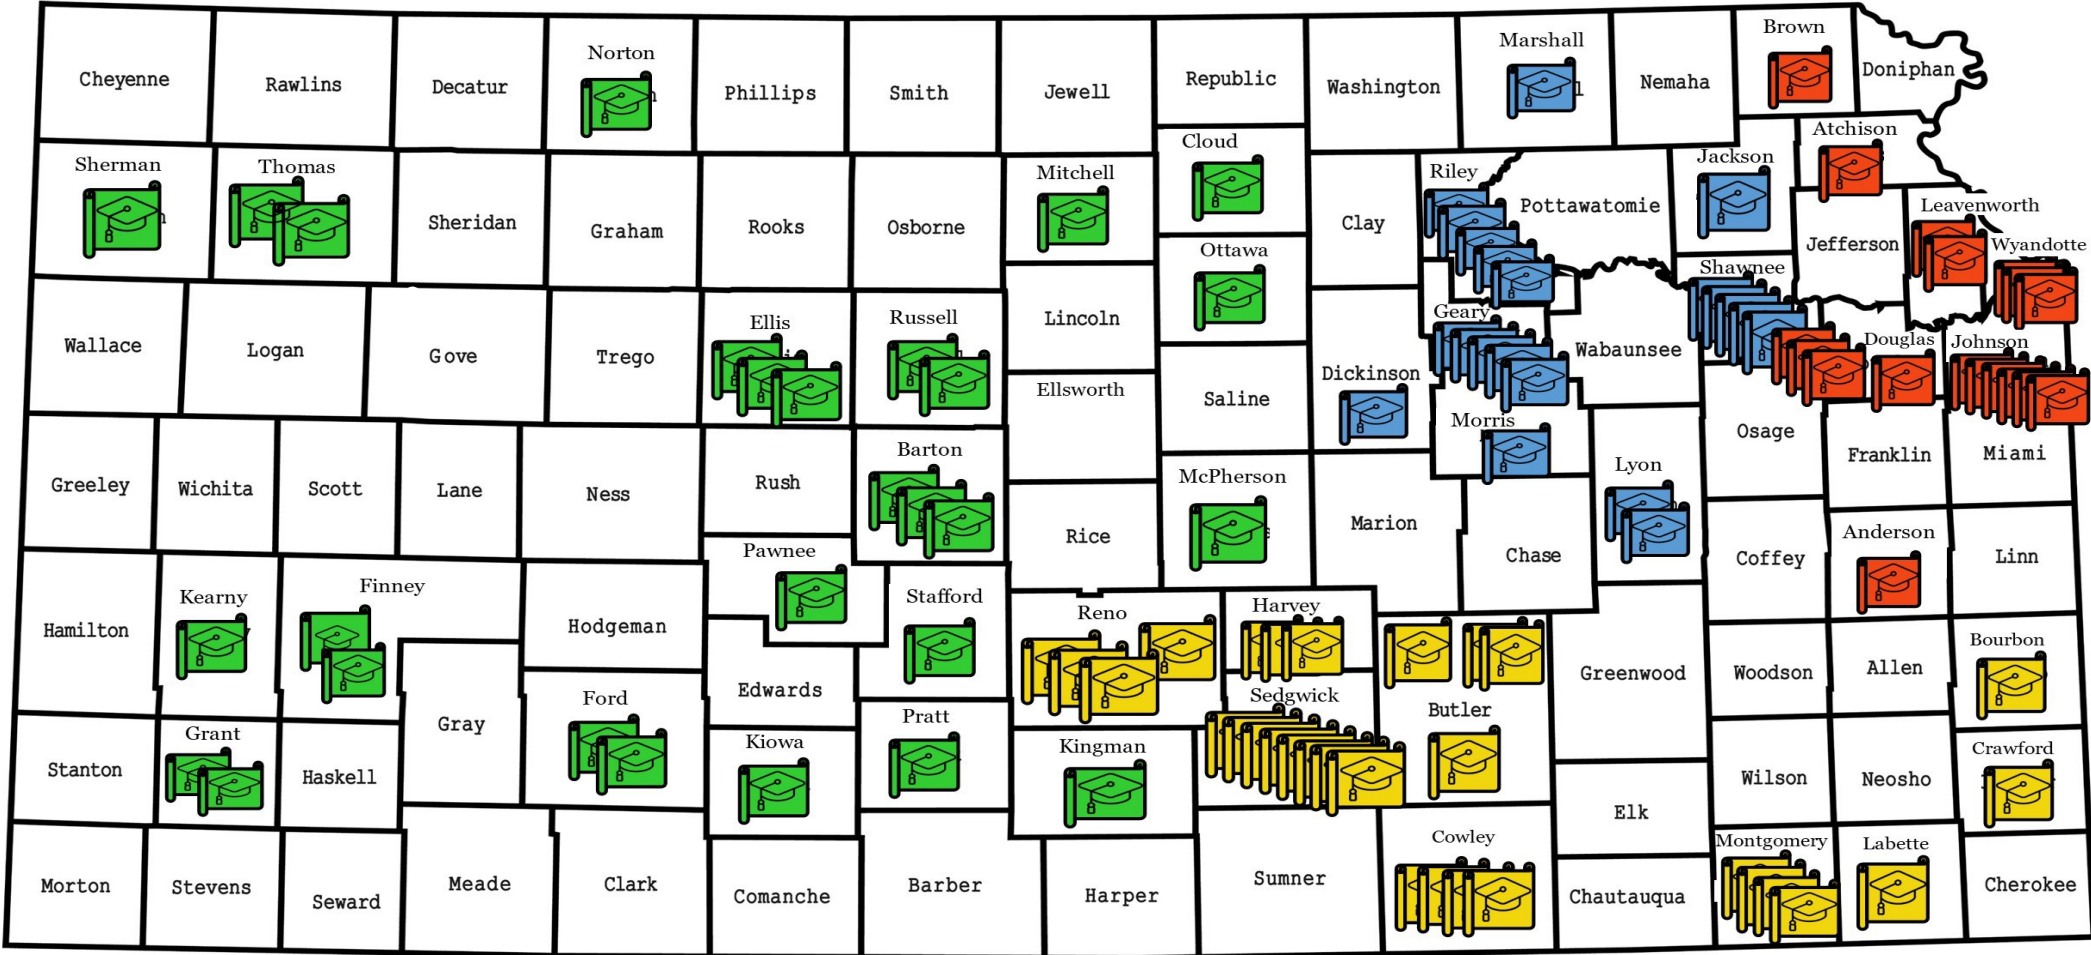 Cheyenne
Rawlins
Decatur
Norton
Phillips
Smith
Jewell
Republic
Washington
Marshall
Nemaha
Brown
Doniphan
Sherman
Thomas
Sheridan
Graham
Rooks
Osborne
Mitchell
Cloud
Clay
Riley
Pottawatomie
Jackson
Atchison
Jefferson
Leavenworth
Wyandotte
Ottawa
Wallace
Logan
Gove
Trego
Ellis
Russell
Lincoln
Saline
Dickinson
Geary
Wabaunsee
Shawnee
Douglas
Johnson
Ellsworth
Morris
Osage
Franklin
Miami
Greeley
Wichita
Scott
Lane
Ness
Rush
Barton
Rice
McPherson
Marion
Chase
Lyon
Coffey
Anderson
Linn
Hamilton
Kearny
Finney
Hodgeman
Pawnee
Stafford
Reno
Harvey
Butler
Greenwood
Woodson
Allen
Bourbon
Gray
Ford
Edwards
Sedgwick
Stanton
Grant
Haskell
Kiowa
Pratt
Kingman
Elk
Wilson
Neosho
Crawford
Morton
Stevens
Seward
Meade
Clark
Comanche
Barber
Harper
Sumner
Cowley
Chautauqua
Montgomery
Labette
Cherokee